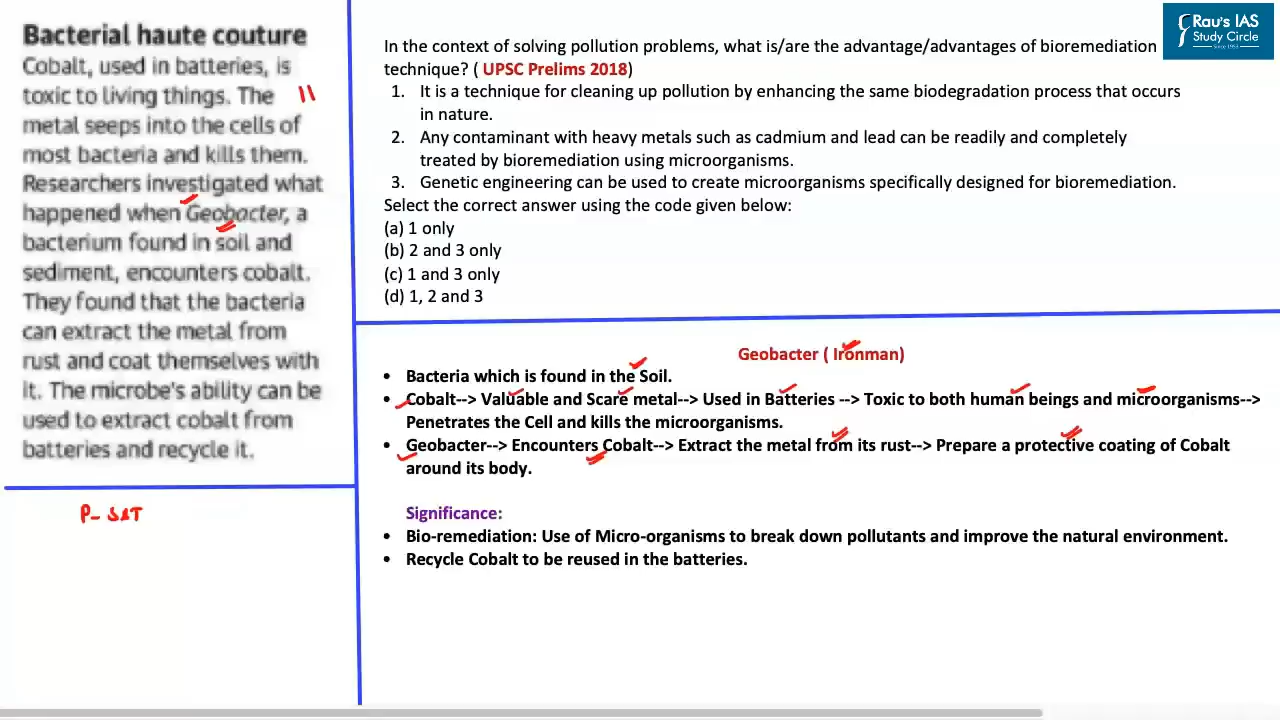 Bacterial haute couture
Cobalt, used in batteries, is
toxic to living things. The
metal seeps into the cells of
most bacteria and kills them.
Researchers investigated what
happened when Geobacter, a
bacterium found in soil and
sediment, encounters cobalt.
They found that the bacteria
can extract the metal from
rust and coat themselves with
it. The microbe's ability can be
used to extract cobalt from
batteries and recycle it.
P- SAT
Rau's IAS
Study Circle
Since 1953
In the context of solving pollution problems, what is/are the advantage/advantages of bioremediation
technique? ( UPSC Prelims 2018)
1. It is a technique for cleaning up pollution by enhancing the same biodegradation process that occurs
in nature.
2. Any contaminant with heavy metals such as cadmium and lead can be readily and completely
treated by bioremediation using microorganisms.
3. Genetic engineering can be used to create microorganisms specifically designed for bioremediation.
Select the correct answer using the code given below:
(a) 1 only
(b) 2 and 3 only
(c) 1 and 3 only
(d) 1, 2 and 3
Geobacter ( Ironman)
• Bacteria which is found in the Soil.
• Cobalt--> Valuable and Scare metal--> Used in Batteries --> Toxic to both human beings and microorganisms-->
Penetrates the Cell and kills the microorganisms.
• Geobacter--> Encounters Cobalt--> Extract the metal from its rust--> Prepare a protective coating of Cobalt
around its body.
Significance:
• Bio-remediation: Use of Micro-organisms to break down pollutants and improve the natural environment.
• Recycle Cobalt to be reused in the batteries.